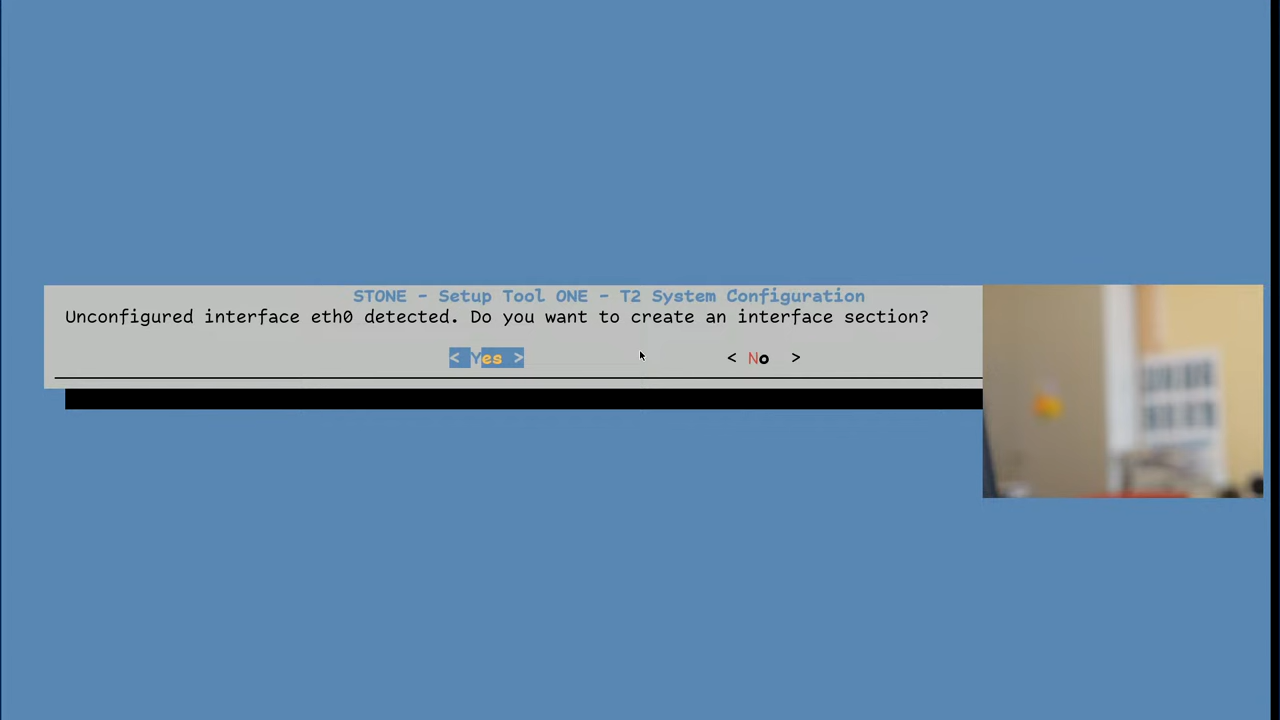 STONE - Setup Tool ONE - T2 System Configuration
Unconfigured interface eth0 detected. Do you want to create an interface section?
< Yes > < No  >